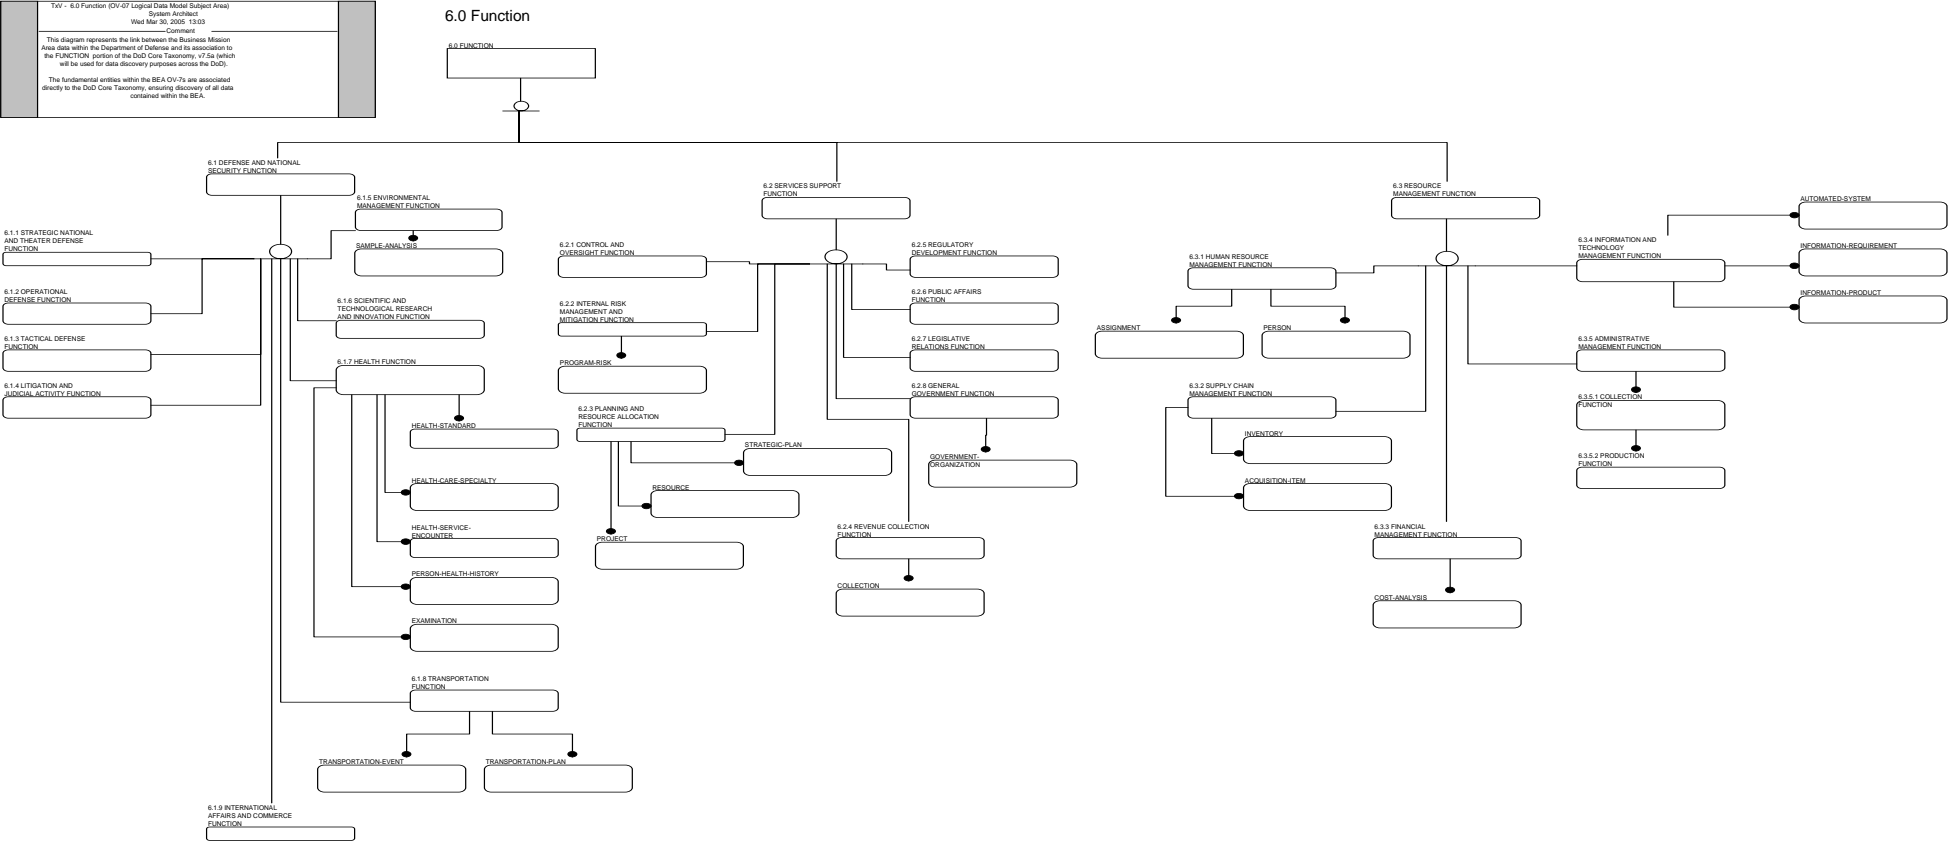 TxV - 6.0 Function (OV-07 Logical Data Model Subject Area)
System Architect
Wed Mar 30, 2005 13:03
Comment
This diagram represents the link between the Business Mission
Area data within the Department of Defense and its association to
the FUNCTION portion of the DoD Core Taxonomy, v7.5a (which
will be used for data discovery purposes across the DoD).
The fundamental entities within the BEA OV-7s are associated
directly to the DoD Core Taxonomy, ensuring discovery of all data
contained within the BEA.
6.0 Function
6.0 FUNCTION
6.1 DEFENSE AND NATIONAL
SECURITY FUNCTION
6.1.1 STRATEGIC NATIONAL
AND THEATER DEFENSE
FUNCTION
6.1.2 OPERATIONAL
DEFENSE FUNCTION
6.1.3 TACTICAL DEFENSE
FUNCTION
6.1.4 LITIGATION AND
JUDICIAL ACTIVITY FUNCTION
6.1.5 ENVIRONMENTAL
MANAGEMENT FUNCTION
SAMPLE-ANALYSIS
6.1.6 SCIENTIFIC AND
TECHNOLOGICAL RESEARCH
AND INNOVATION FUNCTION
6.1.7 HEALTH FUNCTION
HEALTH-STANDARD
HEALTH-CARE-SPECIALTY
HEALTH-SERVICE-
ENCOUNTER
PERSON-HEALTH-HISTORY
EXAMINATION
6.1.8 TRANSPORTATION
FUNCTION
TRANSPORTATION-EVENT
TRANSPORTATION-PLAN
6.1.9 INTERNATIONAL
AFFAIRS AND COMMERCE
FUNCTION
6.2 SERVICES SUPPORT
FUNCTION
6.2.1 CONTROL AND
OVERSIGHT FUNCTION
6.2.2 INTERNAL RISK
MANAGEMENT AND
MITIGATION FUNCTION
PROGRAM-RISK
6.2.3 PLANNING AND
RESOURCE ALLOCATION
FUNCTION
STRATEGIC-PLAN
RESOURCE
PROJECT
6.2.4 REVENUE COLLECTION
FUNCTION
COLLECTION
6.2.5 REGULATORY
DEVELOPMENT FUNCTION
6.2.6 PUBLIC AFFAIRS
FUNCTION
6.2.7 LEGISLATIVE
RELATIONS FUNCTION
6.2.8 GENERAL
GOVERNMENT FUNCTION
GOVERNMENT-
ORGANIZATION
6.3 RESOURCE
MANAGEMENT FUNCTION
6.3.1 HUMAN RESOURCE
MANAGEMENT FUNCTION
ASSIGNMENT
PERSON
6.3.2 SUPPLY CHAIN
MANAGEMENT FUNCTION
INVENTORY
ACQUISITION-ITEM
6.3.3 FINANCIAL
MANAGEMENT FUNCTION
COST-ANALYSIS
6.3.4 INFORMATION AND
TECHNOLOGY
MANAGEMENT FUNCTION
AUTOMATED-SYSTEM
INFORMATION-REQUIREMENT
INFORMATION-PRODUCT
6.3.5 ADMINISTRATIVE
MANAGEMENT FUNCTION
6.3.5.1 COLLECTION
FUNCTION
6.3.5.2 PRODUCTION
FUNCTION